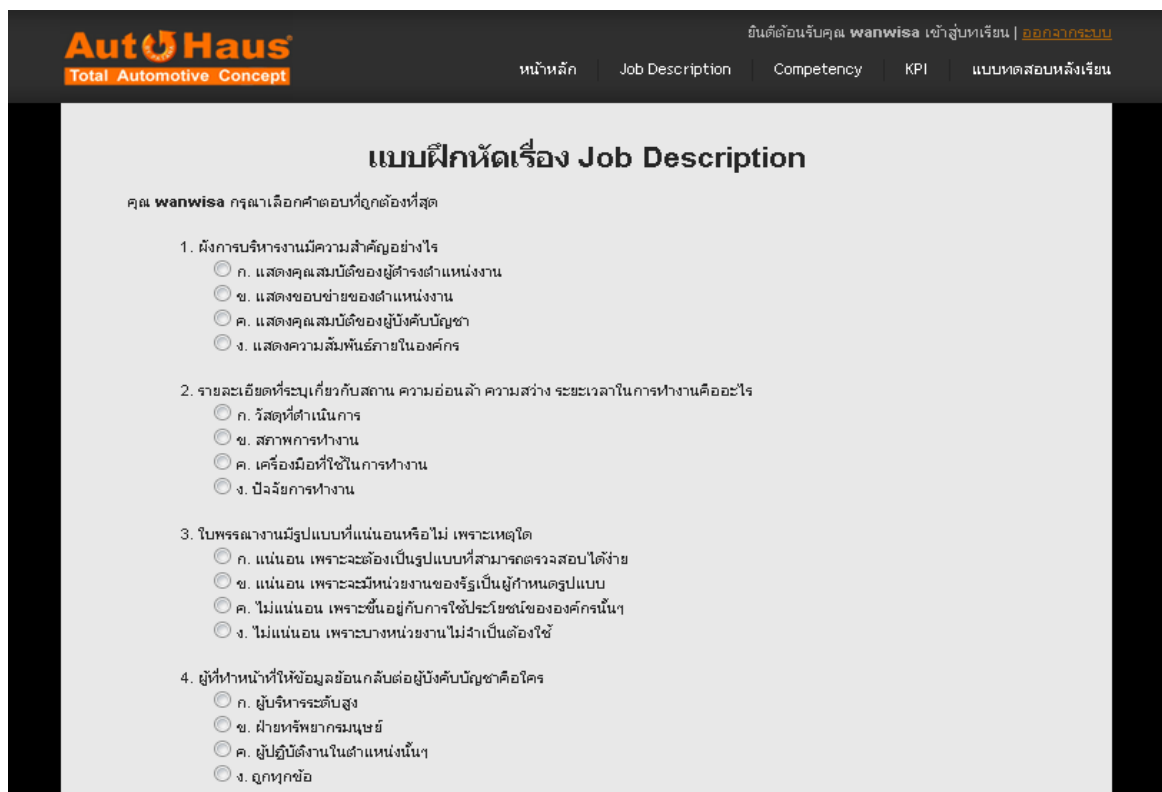 AutoHaus®
Total Automotive Concept
ยินดีต้อนรับคุณ wanwisa เข้าสู่บทเรียน | ออกจากระบบ
หน้าหลัก Job Description Competency KPI แบบทดสอบหลังเรียน
แบบฝึกหัดเรื่อง Job Description
คุณ wanwisa กรุณาเลือกคำตอบที่ถูกต้องที่สุด
1. ผังการบริหารงานมีความสำคัญอย่างไร
ก. แสดงคุณสมบัติของผู้ดำรงตำแหน่งงาน
ข. แสดงขอบข่ายของตำแหน่งงาน
ค. แสดงคุณสมบัติของผู้บังคับบัญชา
ง. แสดงความสัมพันธ์ภายในองค์กร
2. รายละเอียดที่ระบุเกี่ยวกับสถาน ความอ่อนล้า ความสว่าง ระยะเวลาในการทำงานคืออะไร
ก. วัสดุที่ดำเนินการ
ข. สภาพการทำงาน
ค. เครื่องมือที่ใช้ในการทำงาน
ง. ปัจจัยการทำงาน
3. ใบพรรณางานมีรูปแบบที่แน่นอนหรือไม่ เพราะเหตุใด
ก. แน่นอน เพราะจะต้องเป็นรูปแบบที่สามารถตรวจสอบได้ง่าย
ข. แน่นอน เพราะจะมีหน่วยงานของรัฐเป็นผู้กำหนดรูปแบบ
ค. ไม่แน่นอน เพราะขึ้นอยู่กับการใช้ประโยชน์ขององค์กรนั้นๆ
ง. ไม่แน่นอน เพราะบางหน่วยงานไม่จำเป็นต้องใช้
4. ผู้ที่ทำหน้าที่ให้ข้อมูลย้อนกลับต่อผู้บังคับบัญชาคือใคร
ก. ผู้บริหารระดับสูง
ข. ฝ่ายทรัพยากรมนุษย์
ค. ผู้ปฏิบัติงานในตำแหน่งนั้นๆ
ง. ถูกทุกข้อ